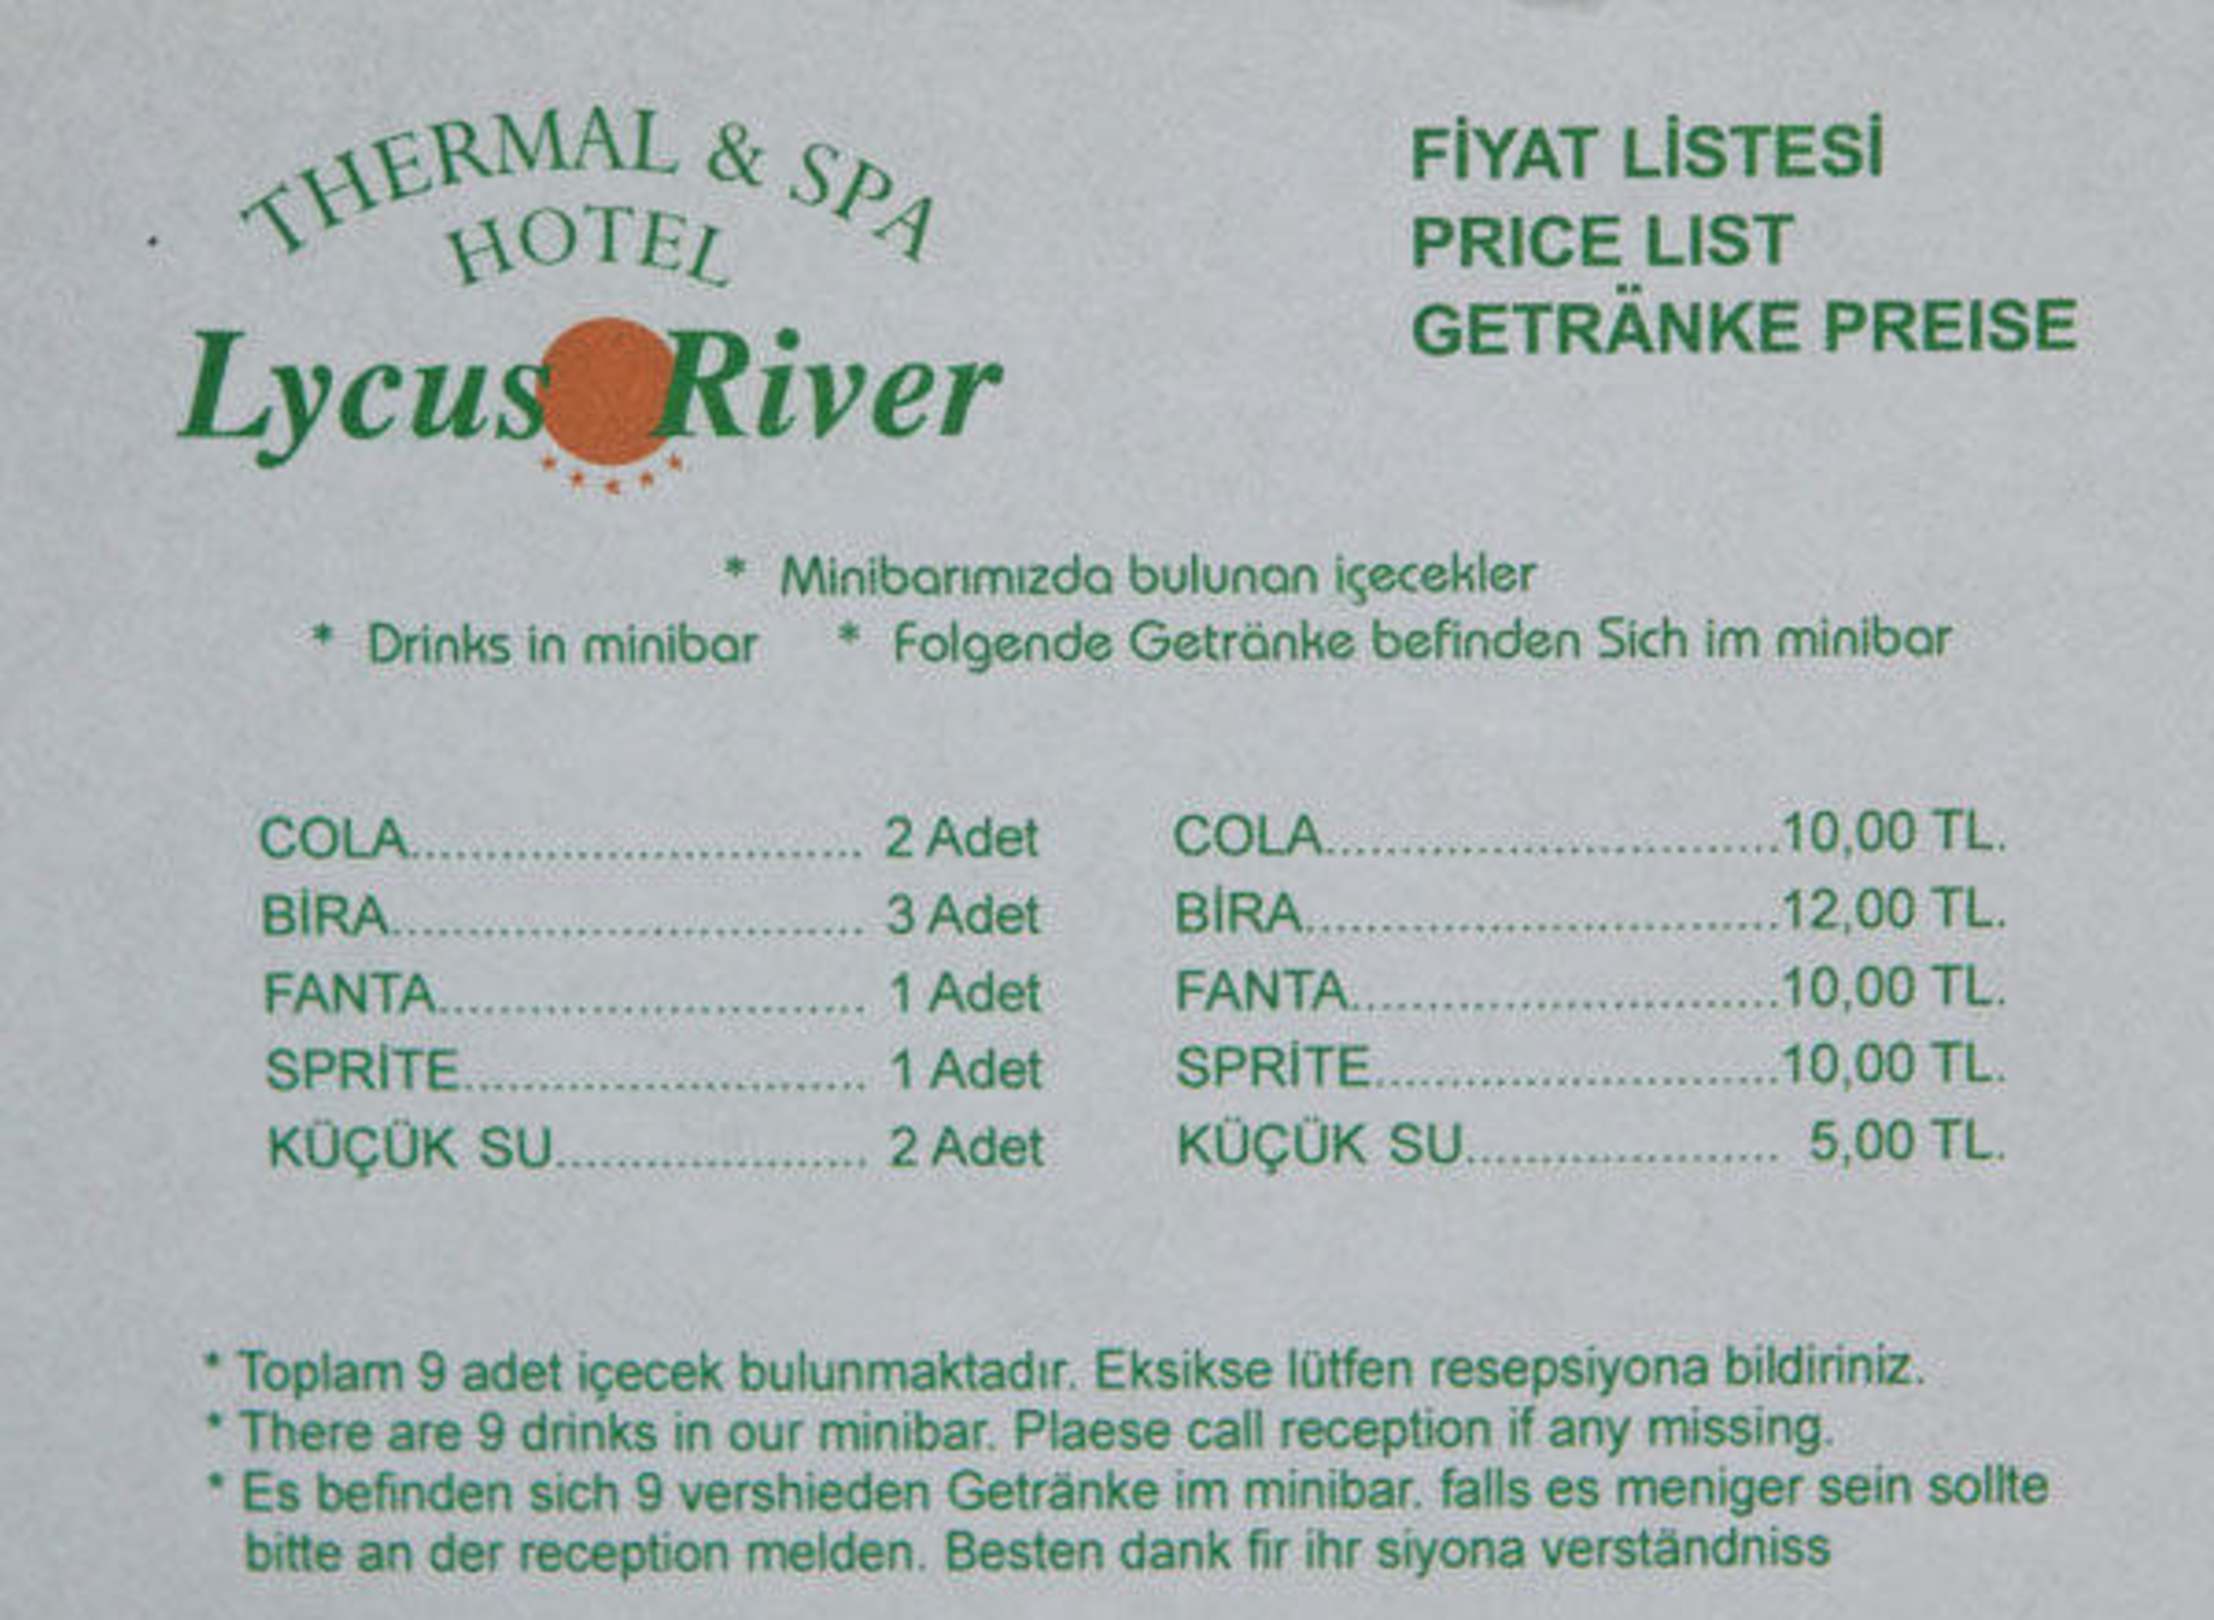 THERMAL & SPA
HOTEL
Lycus River
FİYAT LİSTESİ
PRICE LIST
GETRÄNKE PREISE
* Minibarımızda bulunan içecekler
* Drinks in minibar * Folgende Getränke befinden Sich im minibar
COLA.............................. 2 Adet
BİRA............................... 3 Adet
FANTA............................ 1 Adet
SPRİTE........................... 1 Adet
KÜÇÜK SU..................... 2 Adet
COLA..............................10,00 TL.
BİRA...............................12,00 TL.
FANTA............................10,00 TL.
SPRİTE...........................10,00 TL.
KÜÇÜK SU..................... 5,00 TL.
* Toplam 9 adet içecek bulunmaktadır. Eksikse lütfen resepsiyona bildiriniz.
* There are 9 drinks in our minibar. Plaese call reception if any missing.
* Es befinden sich 9 vershieden Getränke im minibar. falls es meniger sein sollte
bitte an der reception melden. Besten dank fir ihr siyona verständniss